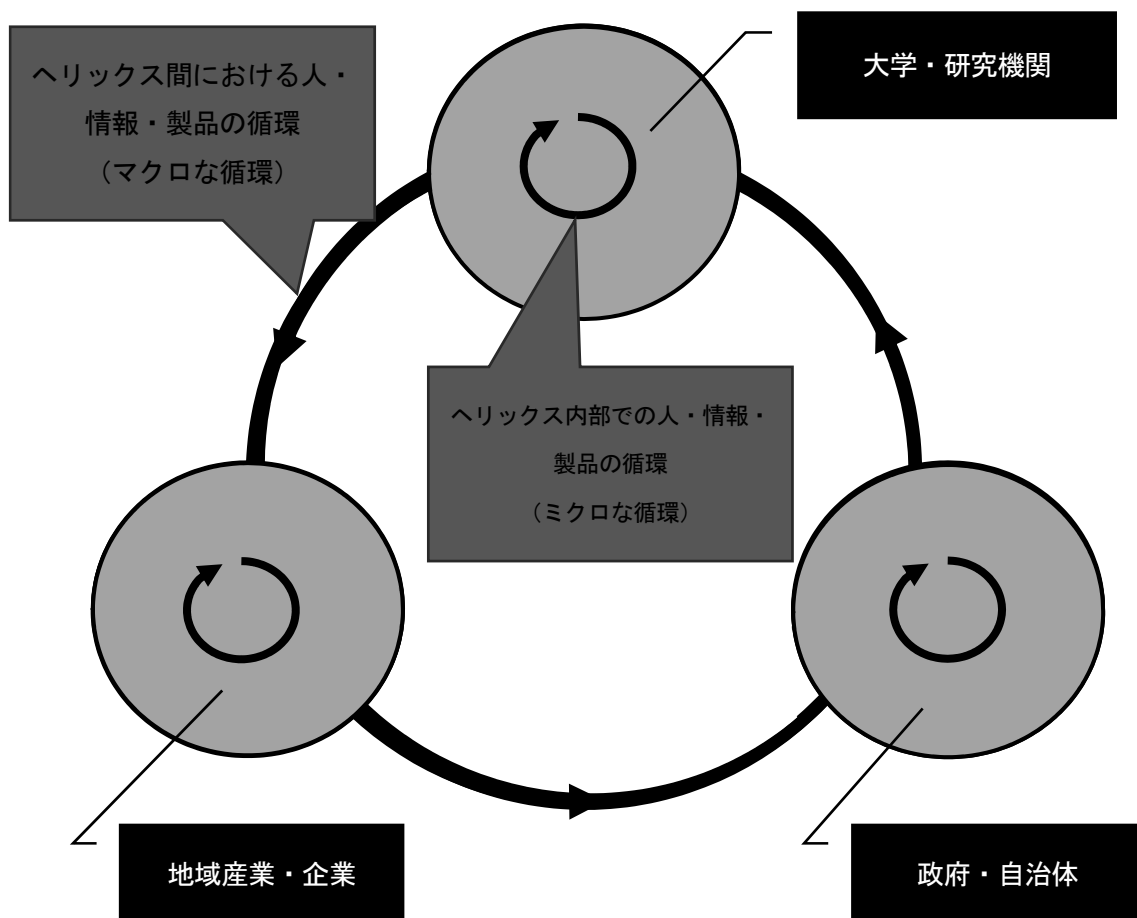 ヘリックス間における人・
情報・製品の循環
（マクロな循環）
大学・研究機関
ヘリックス内部での人・情報・
製品の循環
（ミクロな循環）
地域産業・企業
政府・自治体